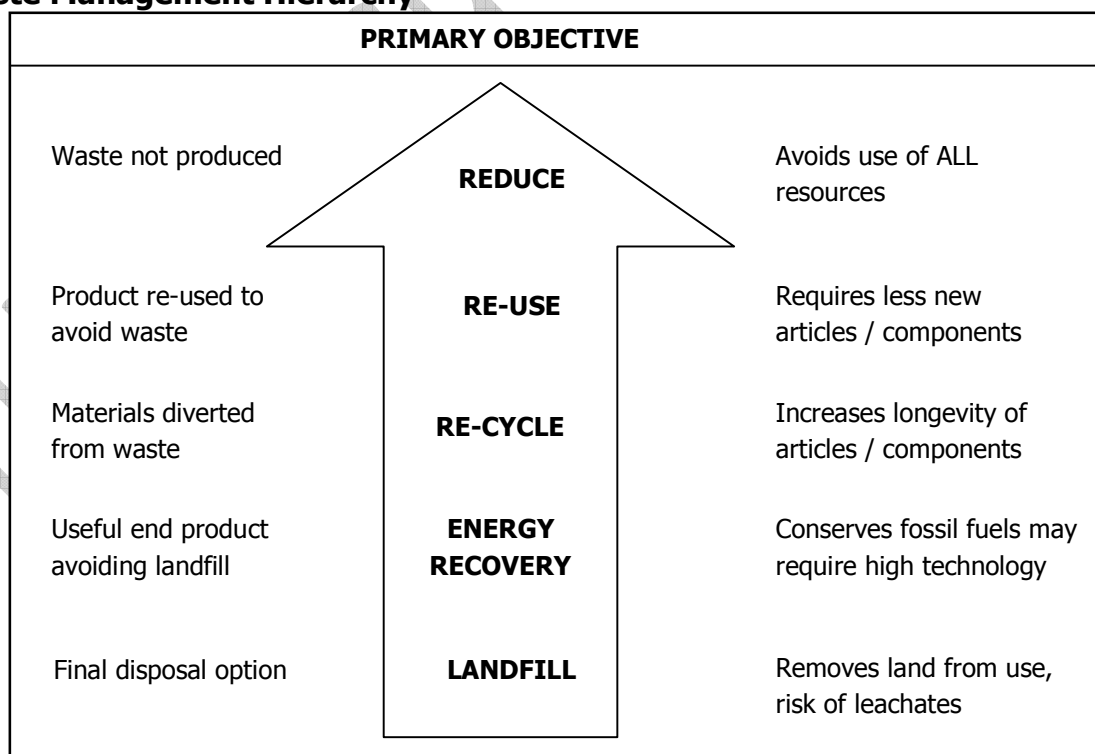 Management Hierarchy
PRIMARY OBJECTIVE
Waste not produced
REDUCE
Avoids use of ALL
resources
Product re-used to
avoid waste
RE-USE
Requires less new
articles / components
Materials diverted
from waste
RE-CYCLE
Increases longevity of
articles / components
Useful end product
avoiding landfill
ENERGY
RECOVERY
Conserves fossil fuels may
require high technology
Final disposal option
LANDFILL
Removes land from use,
risk of leachates